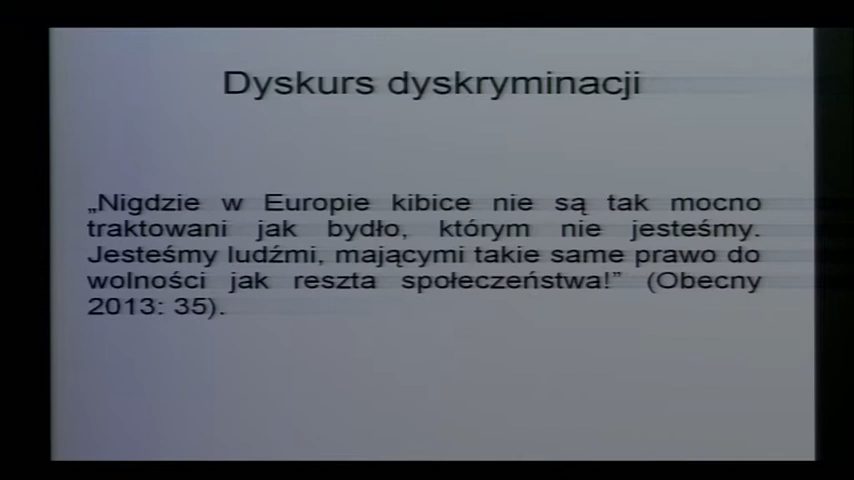 Dyskurs dyskryminacji
„Nigdzie w Europie kibice nie są tak mocno
traktowani jak bydło, którym nie jesteśmy.
Jesteśmy ludźmi, mającymi takie same prawo do
wolności jak reszta społeczeństwa!” (Obecny
2013: 35).